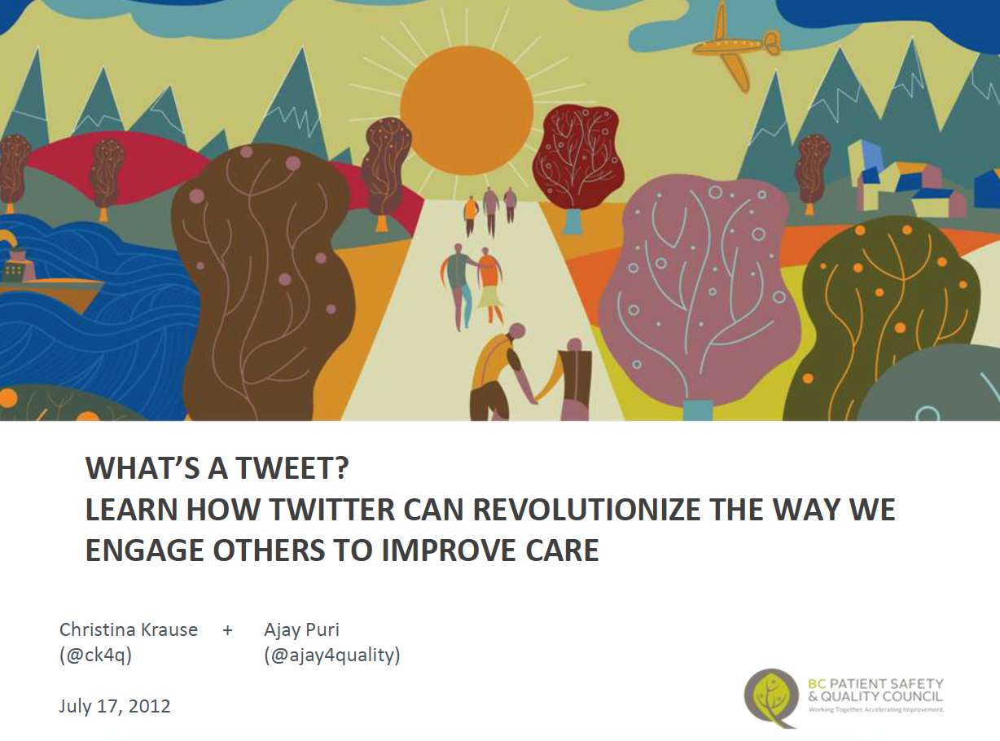 WHAT’S A TWEET?
LEARN HOW TWITTER CAN REVOLUTIONIZE THE WAY WE
ENGAGE OTHERS TO IMPROVE CARE
Christina Krause + Ajay Puri
(@ck4q) (@ajay4quality)
July 17, 2012
BC PATIENT SAFETY
& QUALITY COUNCIL
Working Together. Accelerating Improvement.